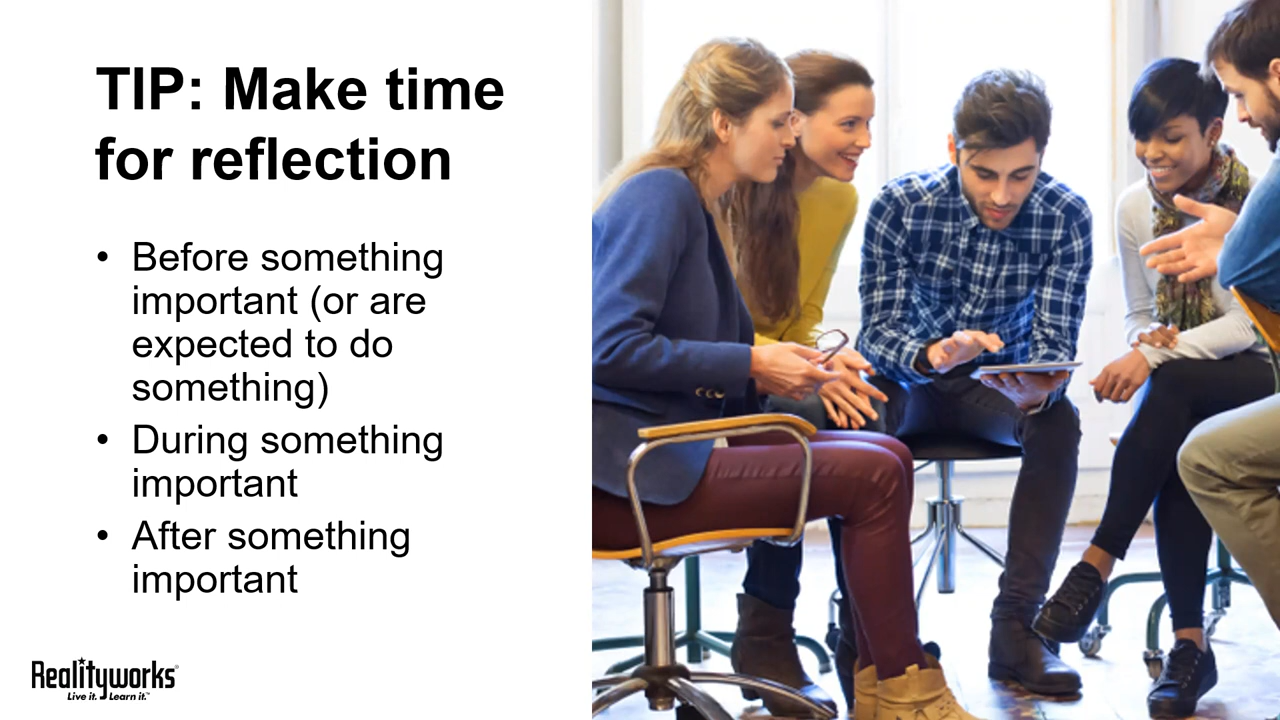 TIP: Make time
for reflection
• Before something
important (or are
expected to do
something)
• During something
important
• After something
important
Realityworks®
Live it. Learn it.™